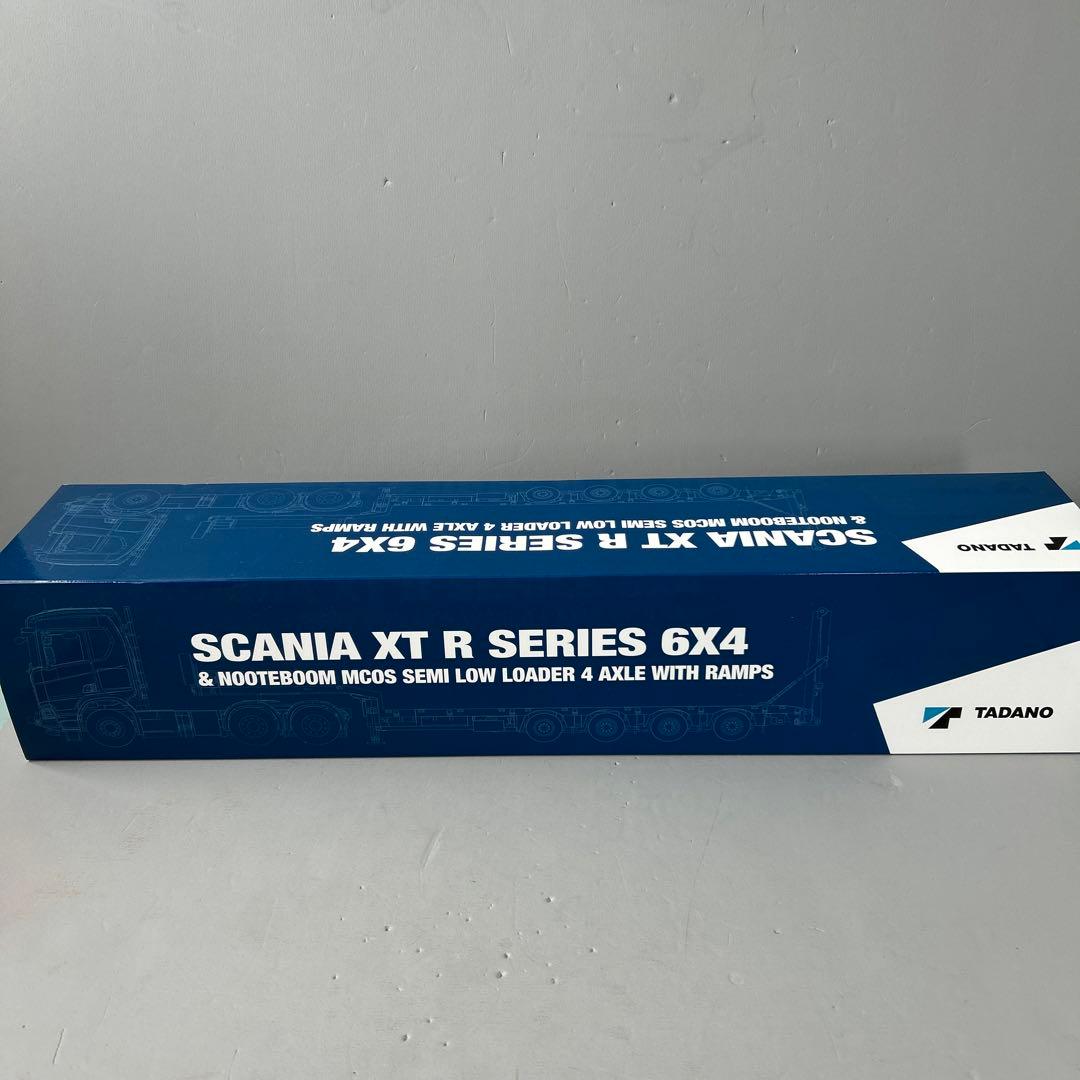 & NOOTEBOOM MCOS SEMI LOW LOADER 4 AXLE WITH RAMPS
SCANIA XT R SERIES 6X4
TADANO
SCANIA XT R SERIES 6X4
& NOOTEBOOM MCOS SEMI LOW LOADER 4 AXLE WITH RAMPS
TADANO